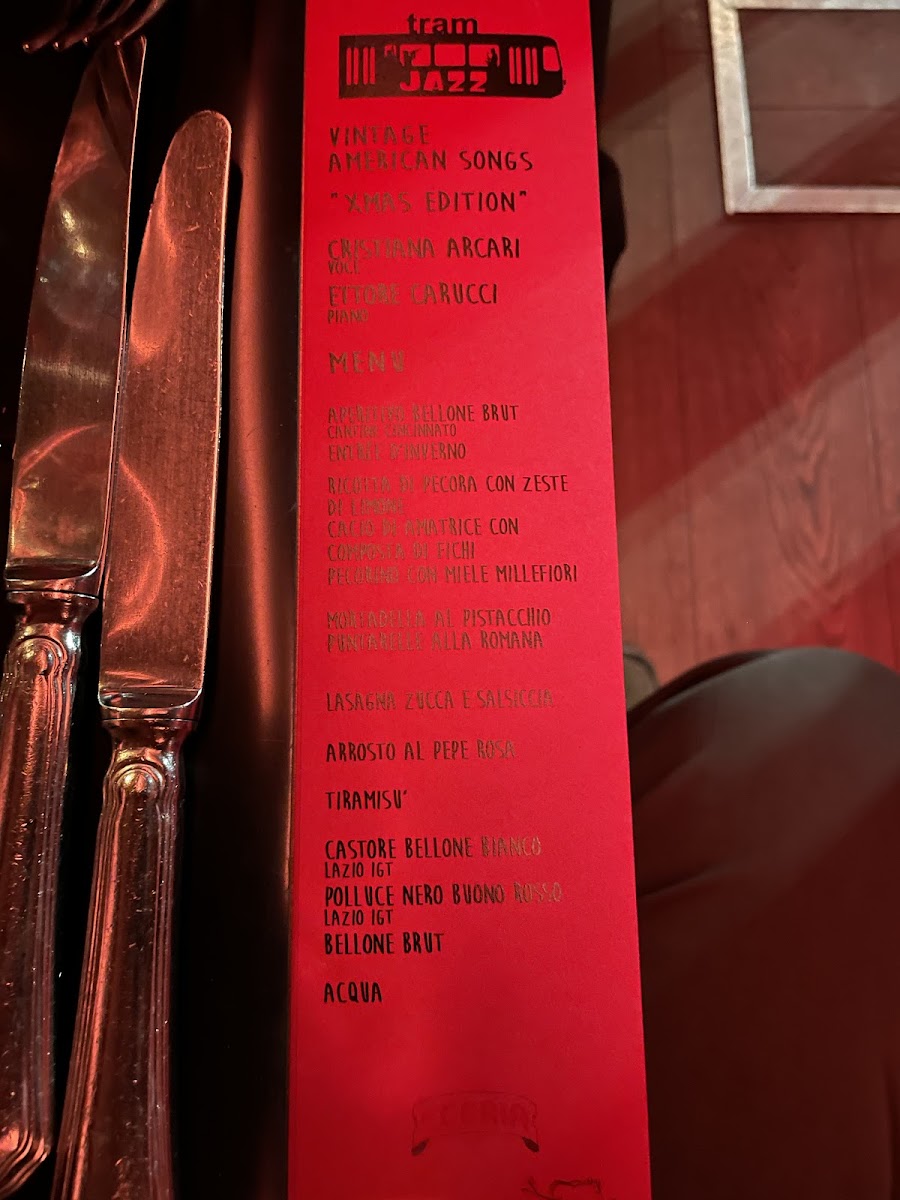 tram
JAZZ
VINTAGE
AMERICAN SONGS
"XMAS EDITION"
CRISTIANA ARCARI
VOCE
ETTORE CARUCCI
PIANO
MENU
APERITIVO BELLONE BRUT
CANTINE CINCINNATO
ENTREE D'INVERNO
RICOTTA DI PECORA CON ZESTE
DI LIMONE
CACIO DI AMATRICE CON
COMPOSTA DI FICHI
PECORINO CON MIELE MILLEFIORI
MORTADELLA AL PISTACCHIO
PUNTARELLE ALLA ROMANA
LASAGNA ZUCCA E SALSICCIA
ARROSTO AL PEPE ROSA
TIRAMISU'
CASTORE BELLONE BIANCO
LAZIO IGT
POLLUCE NERO BUONO ROSSO
LAZIO IGT
BELLONE BRUT
ACQUA